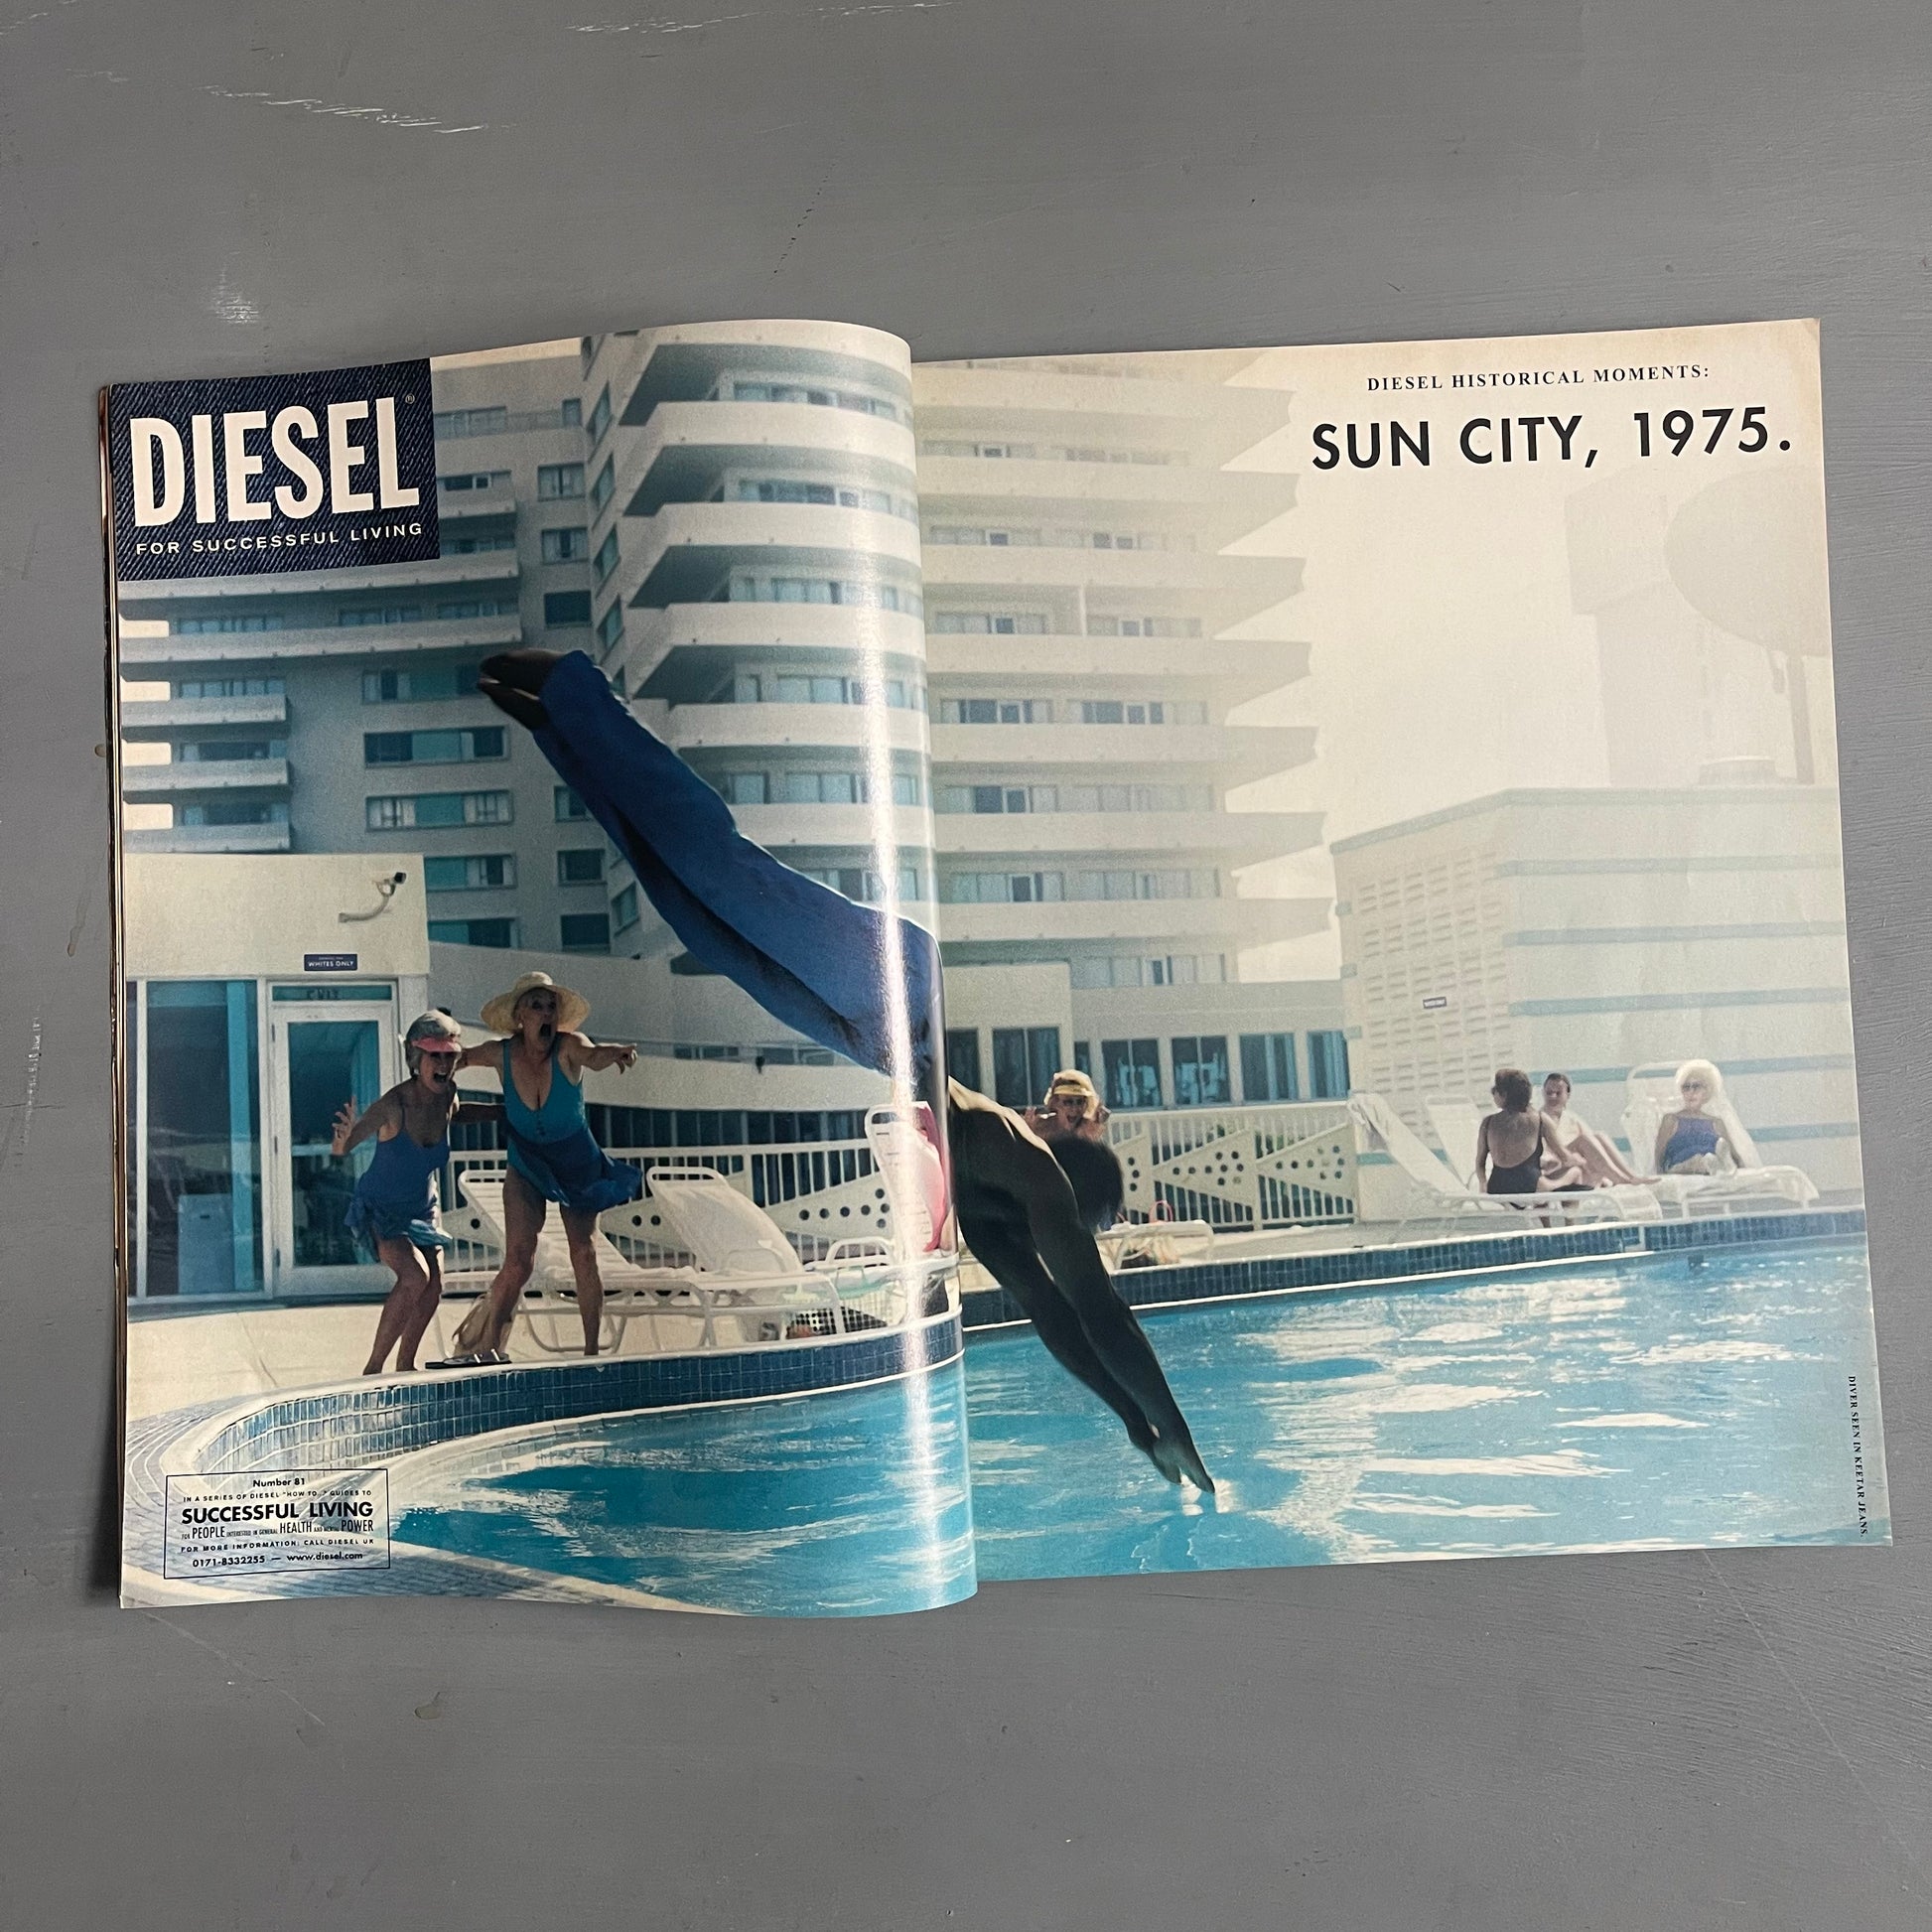 DIESEL®
FOR SUCCESSFUL LIVING
DIESEL HISTORICAL MOMENTS:
SUN CITY, 1975.
WHITES ONLY
EXIT
Number 81
IN A SERIES OF DIESEL "HOW TO..." GUIDES TO
SUCCESSFUL LIVING
FOR PEOPLE INTERESTED IN GENERAL HEALTH AND MENTAL POWER
FOR MORE INFORMATION: CALL DIESEL UK
0171-8332255 — www.diesel.com
DIVER SEEN IN KEETAR JEANS.